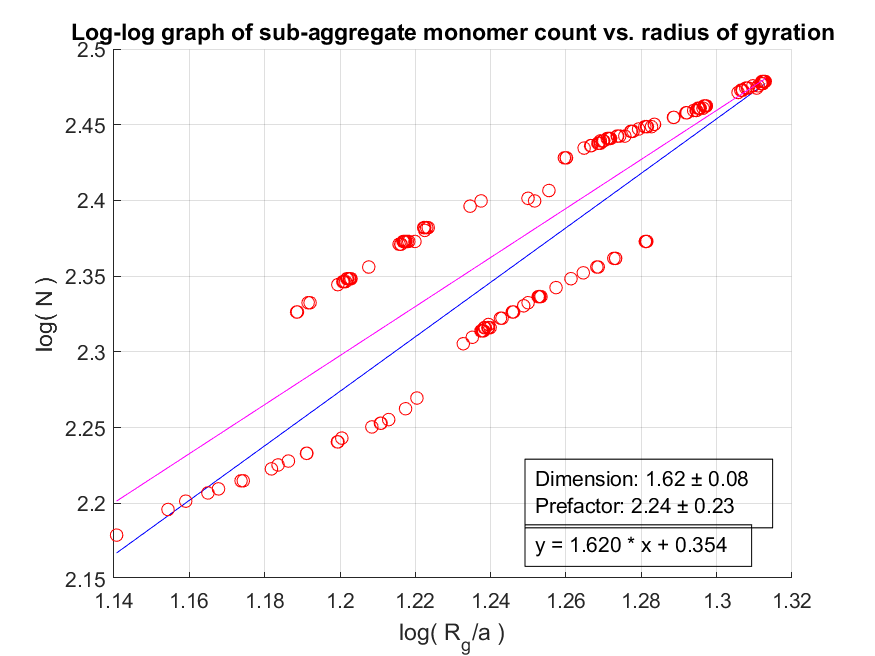 Log-log graph of sub-aggregate monomer count vs. radius of gyration
2.5
2.45
2.4
2.35
2.3
2.25
2.2
2.15
log( N )
Dimension: 1.62 ± 0.08
Prefactor: 2.24 ± 0.23
y = 1.620 * x + 0.354
1.14 1.16 1.18 1.2 1.22 1.24 1.26 1.28 1.3 1.32
log( Rg/a )